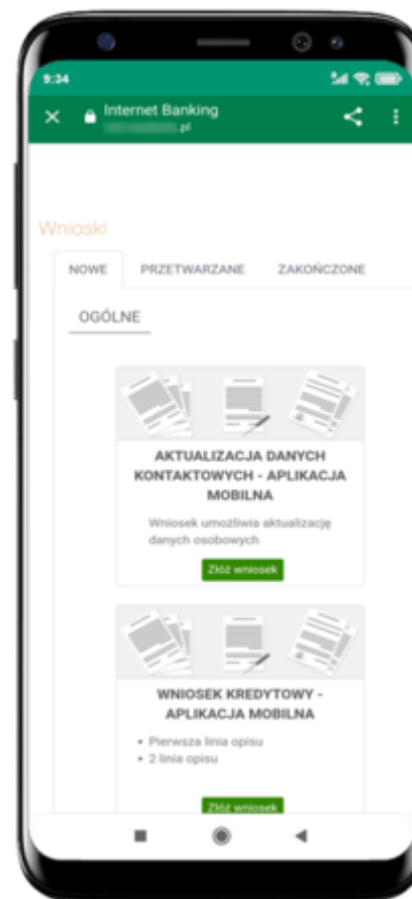 9:34
Internet Banking
.pl
Wnioski
NOWE PRZETWARZANE ZAKOŃCZONE
OGÓLNE
AKTUALIZACJA DANYCH
KONTAKTOWYCH - APLIKACJA
MOBILNA
Wniosek umożliwia aktualizację
danych osobowych
Złóż wniosek
WNIOSEK KREDYTOWY -
APLIKACJA MOBILNA
• Pierwsza linia opisu
• 2 linia opisu
Złóż wniosek